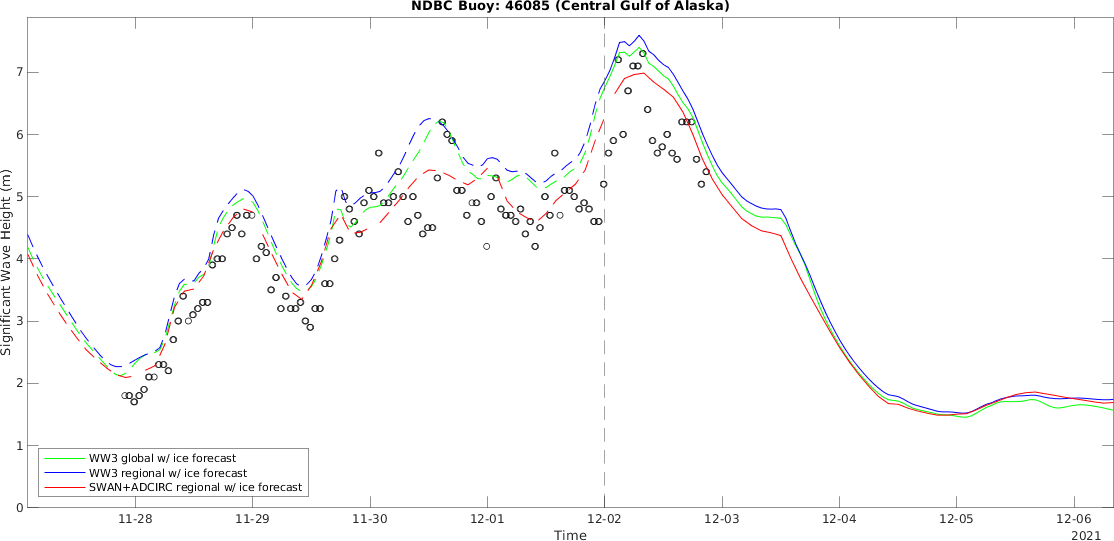 NDBC Buoy: 46085 (Central Gulf of Alaska)
Significant Wave Height (m)
7
6
5
4
3
2
1
0
WW3 global w/ ice forecast
WW3 regional w/ ice forecast
SWAN+ADCIRC regional w/ ice forecast
11-28 11-29 11-30 12-01 12-02 12-03 12-04 12-05 12-06
Time
2021